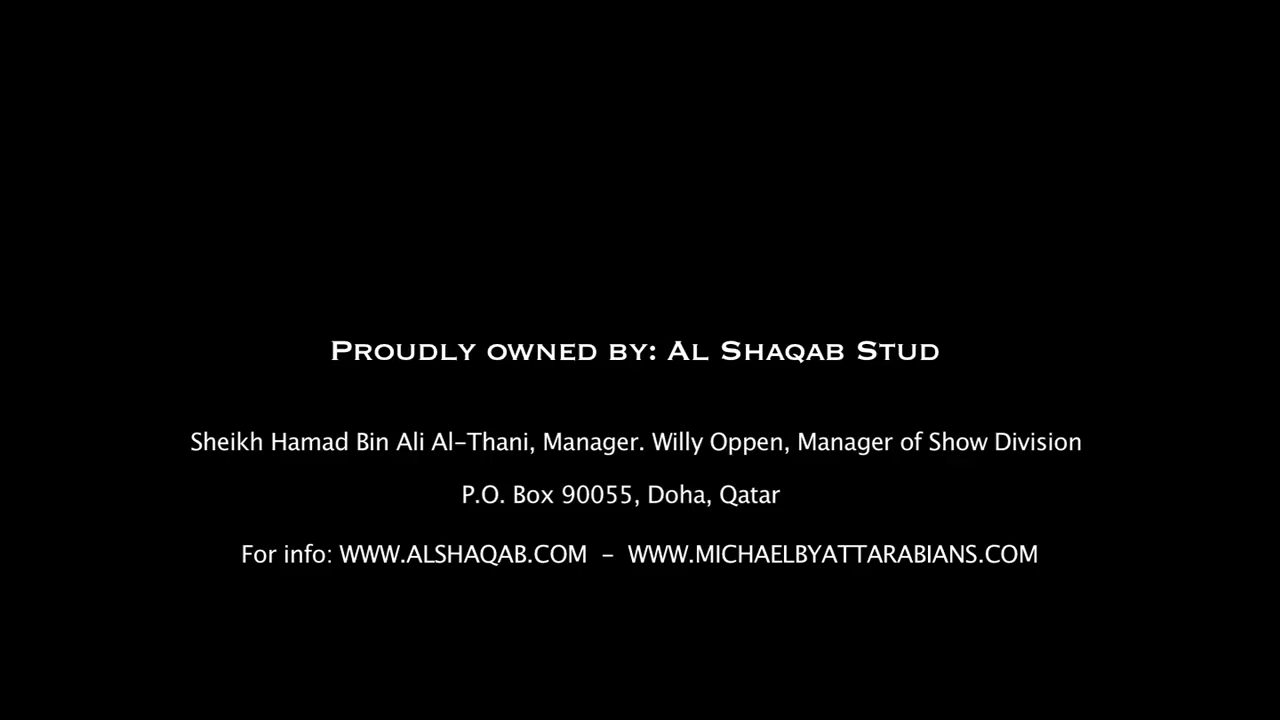 PROUDLY OWNED BY: AL SHAQAB STUD
Sheikh Hamad Bin Ali Al-Thani, Manager. Willy Oppen, Manager of Show Division
P.O. Box 90055, Doha, Qatar
For info: WWW.ALSHAQAB.COM - WWW.MICHAELBYATTARABIANS.COM